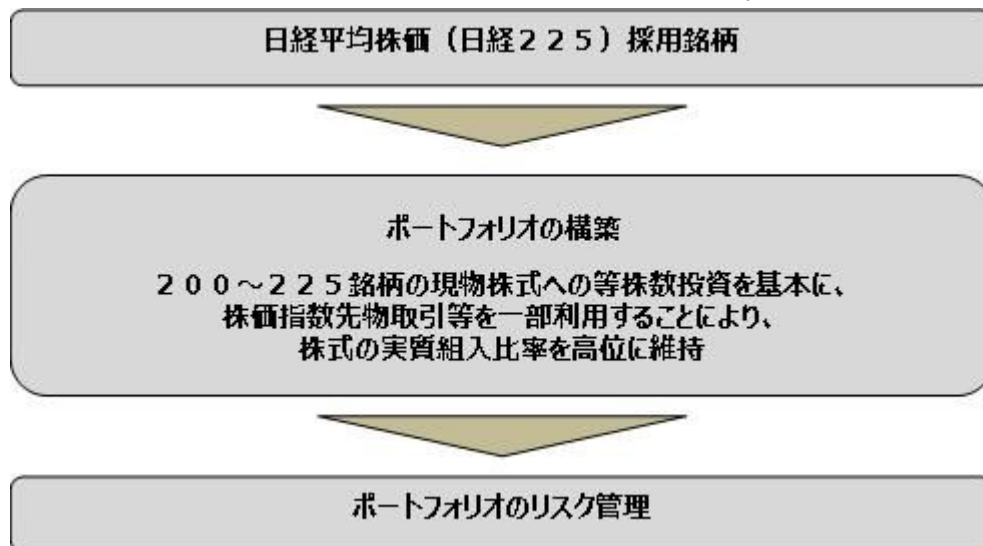 日経平均株価（日経２２５）採用銘柄
ポートフォリオの構築
２００～２２５銘柄の現物株式への等株数投資を基本に、
株価指数先物取引等を一部利用することにより、
株式の実質組入比率を高位に維持
ポートフォリオのリスク管理